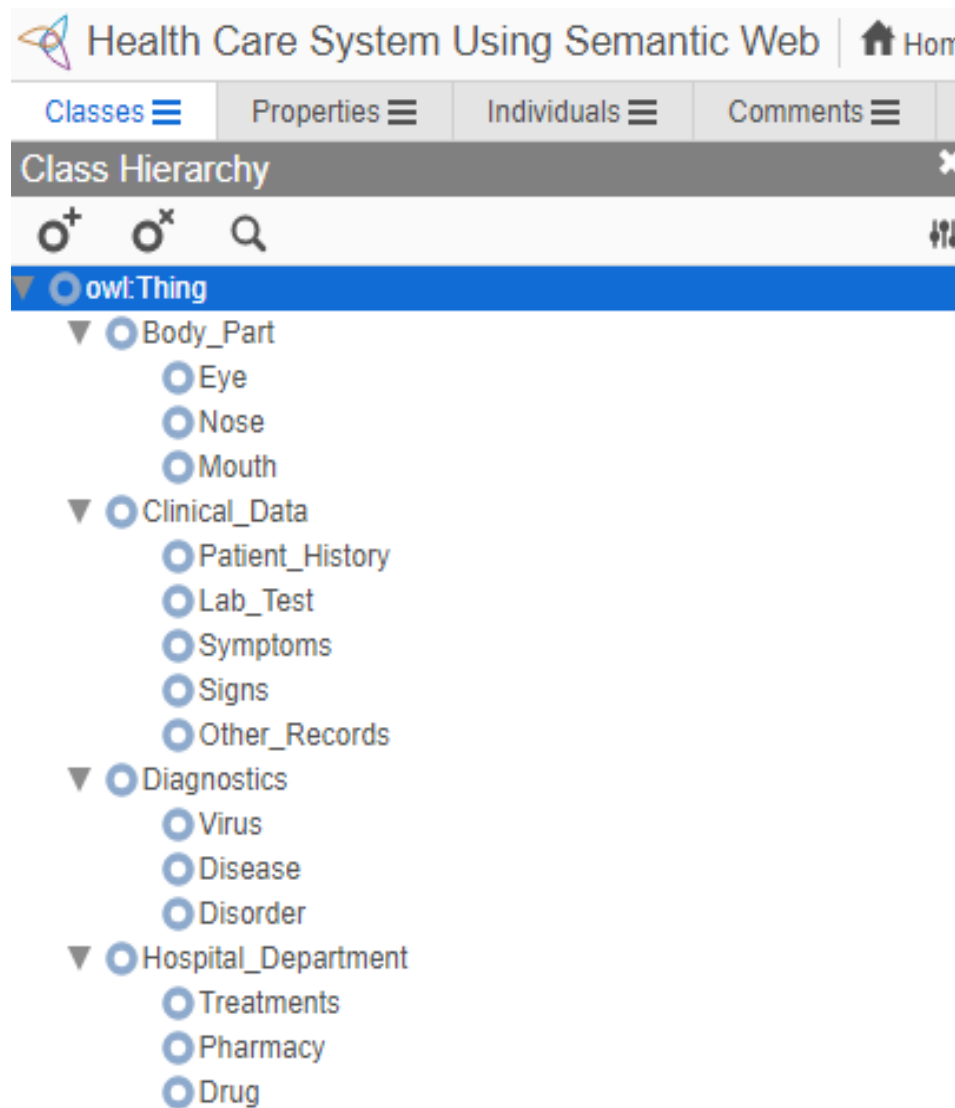 Health Care System Using Semantic Web Hom
Classes Properties Individuals Comments
Class Hierarchy
owl:Thing
Body_Part
Eye
Nose
Mouth
Clinical_Data
Patient_History
Lab_Test
Symptoms
Signs
Other_Records
Diagnostics
Virus
Disease
Disorder
Hospital_Department
Treatments
Pharmacy
Drug